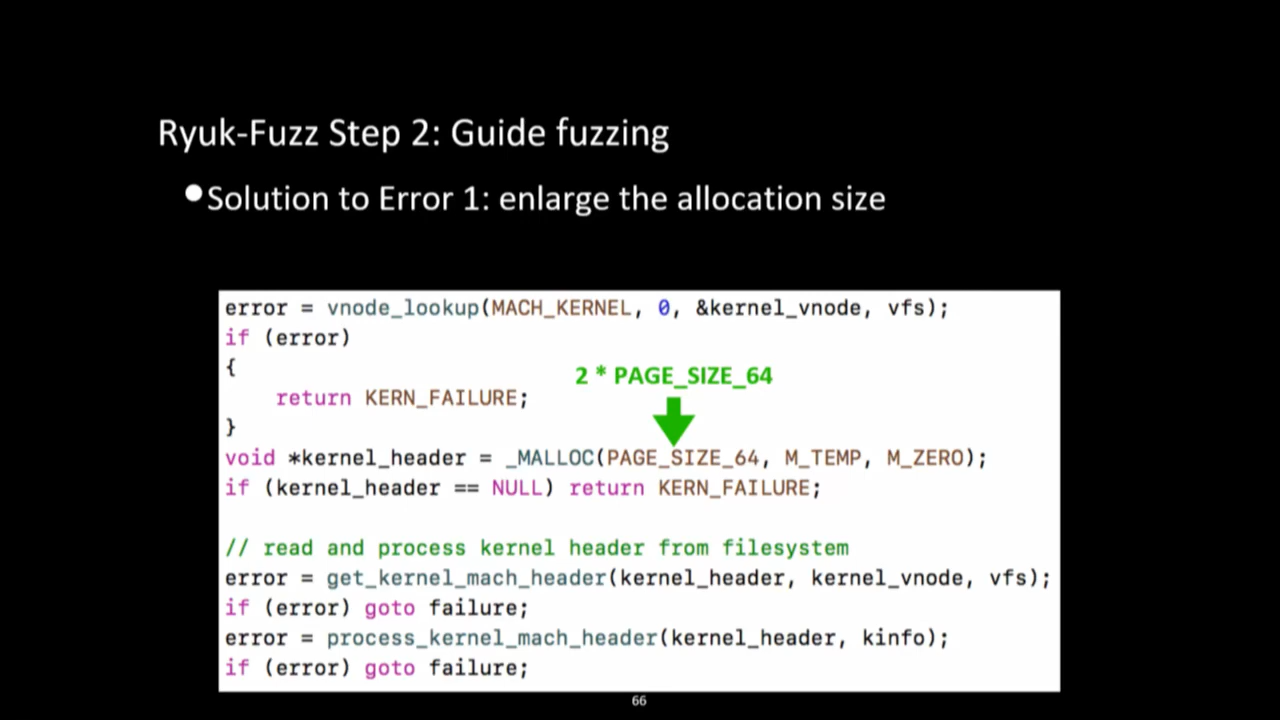 Ryuk-Fuzz Step 2: Guide fuzzing
●Solution to Error 1: enlarge the allocation size
error = vnode_lookup(MACH_KERNEL, 0, &kernel_vnode, vfs);
if (error)
{
2 * PAGE_SIZE_64
return KERN_FAILURE;
}
void *kernel_header = _MALLOC(PAGE_SIZE_64, M_TEMP, M_ZERO);
if (kernel_header == NULL) return KERN_FAILURE;
// read and process kernel header from filesystem
error = get_kernel_mach_header(kernel_header, kernel_vnode, vfs);
if (error) goto failure;
error = process_kernel_mach_header(kernel_header, kinfo);
if (error) goto failure;
66